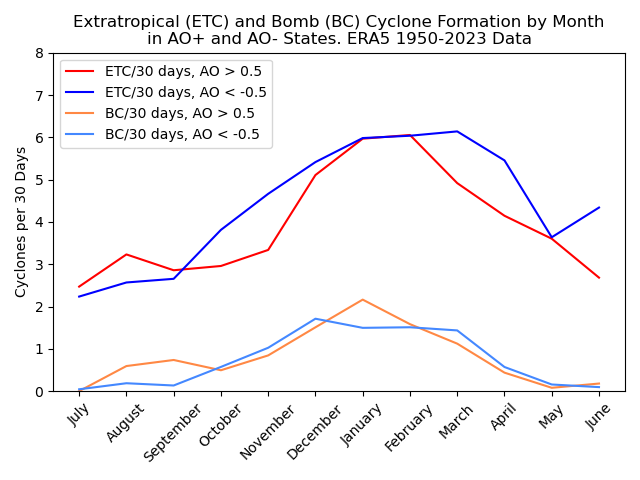 Extratropical (ETC) and Bomb (BC) Cyclone Formation by Month
in AO+ and AO- States. ERA5 1950-2023 Data
ETC/30 days, AO > 0.5
ETC/30 days, AO < -0.5
BC/30 days, AO > 0.5
BC/30 days, AO < -0.5
Cyclones per 30 Days
8
7
6
5
4
3
2
1
0
July
August
September
October
November
December
January
February
March
April
May
June